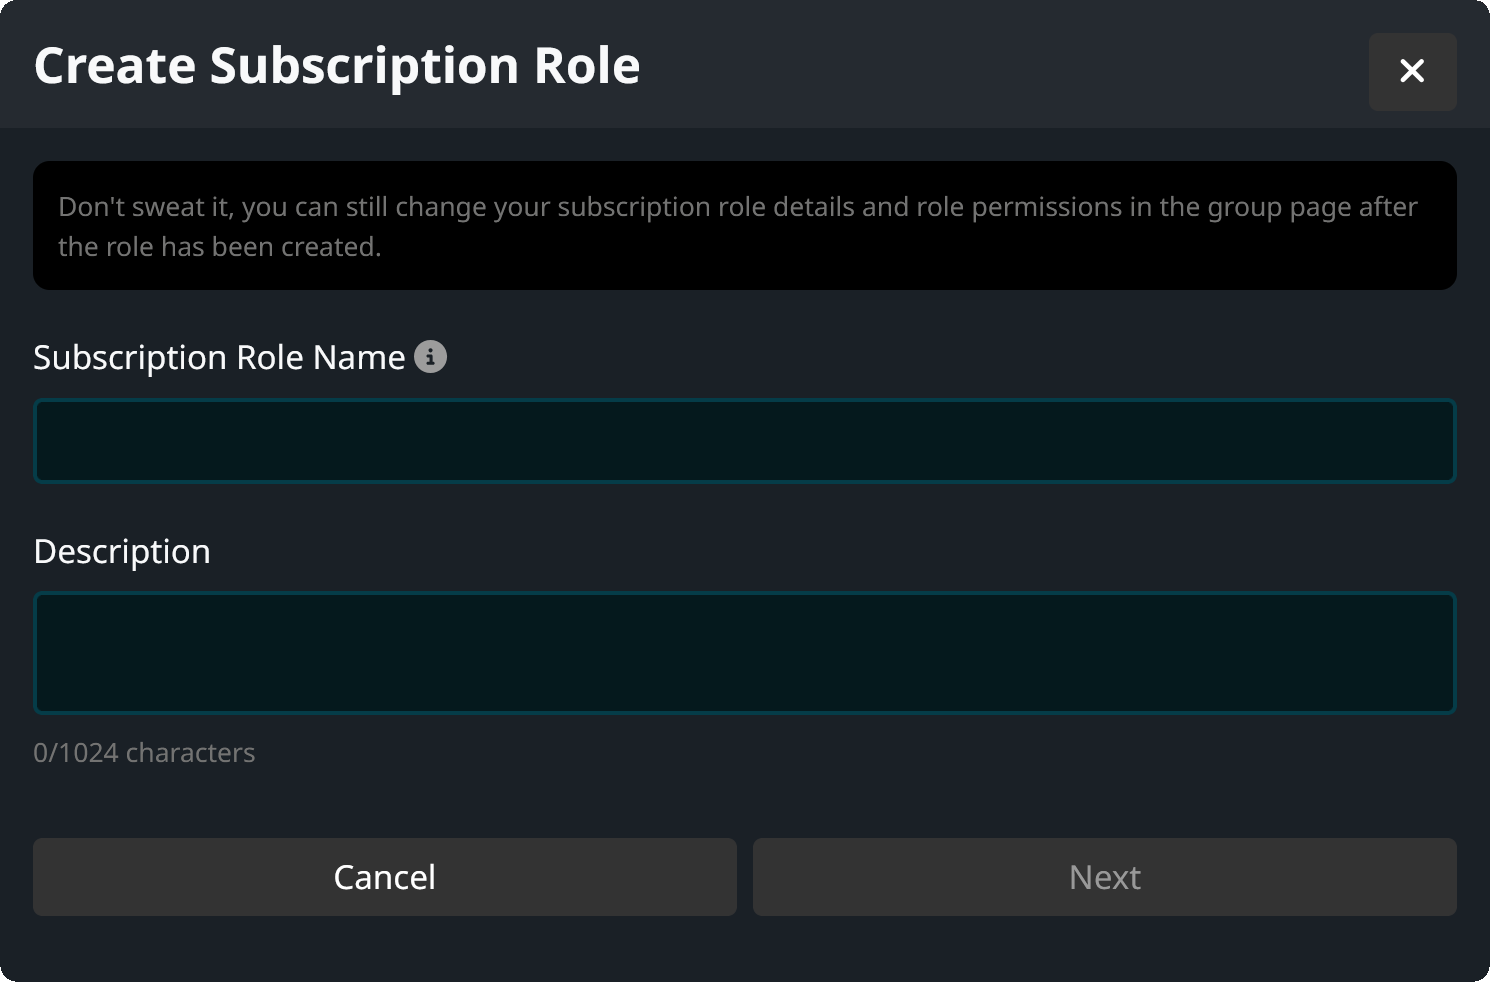 Create Subscription Role
Don't sweat it, you can still change your subscription role details and role permissions in the group page after
the role has been created.
Subscription Role Name
Description
0/1024 characters
Cancel
Next